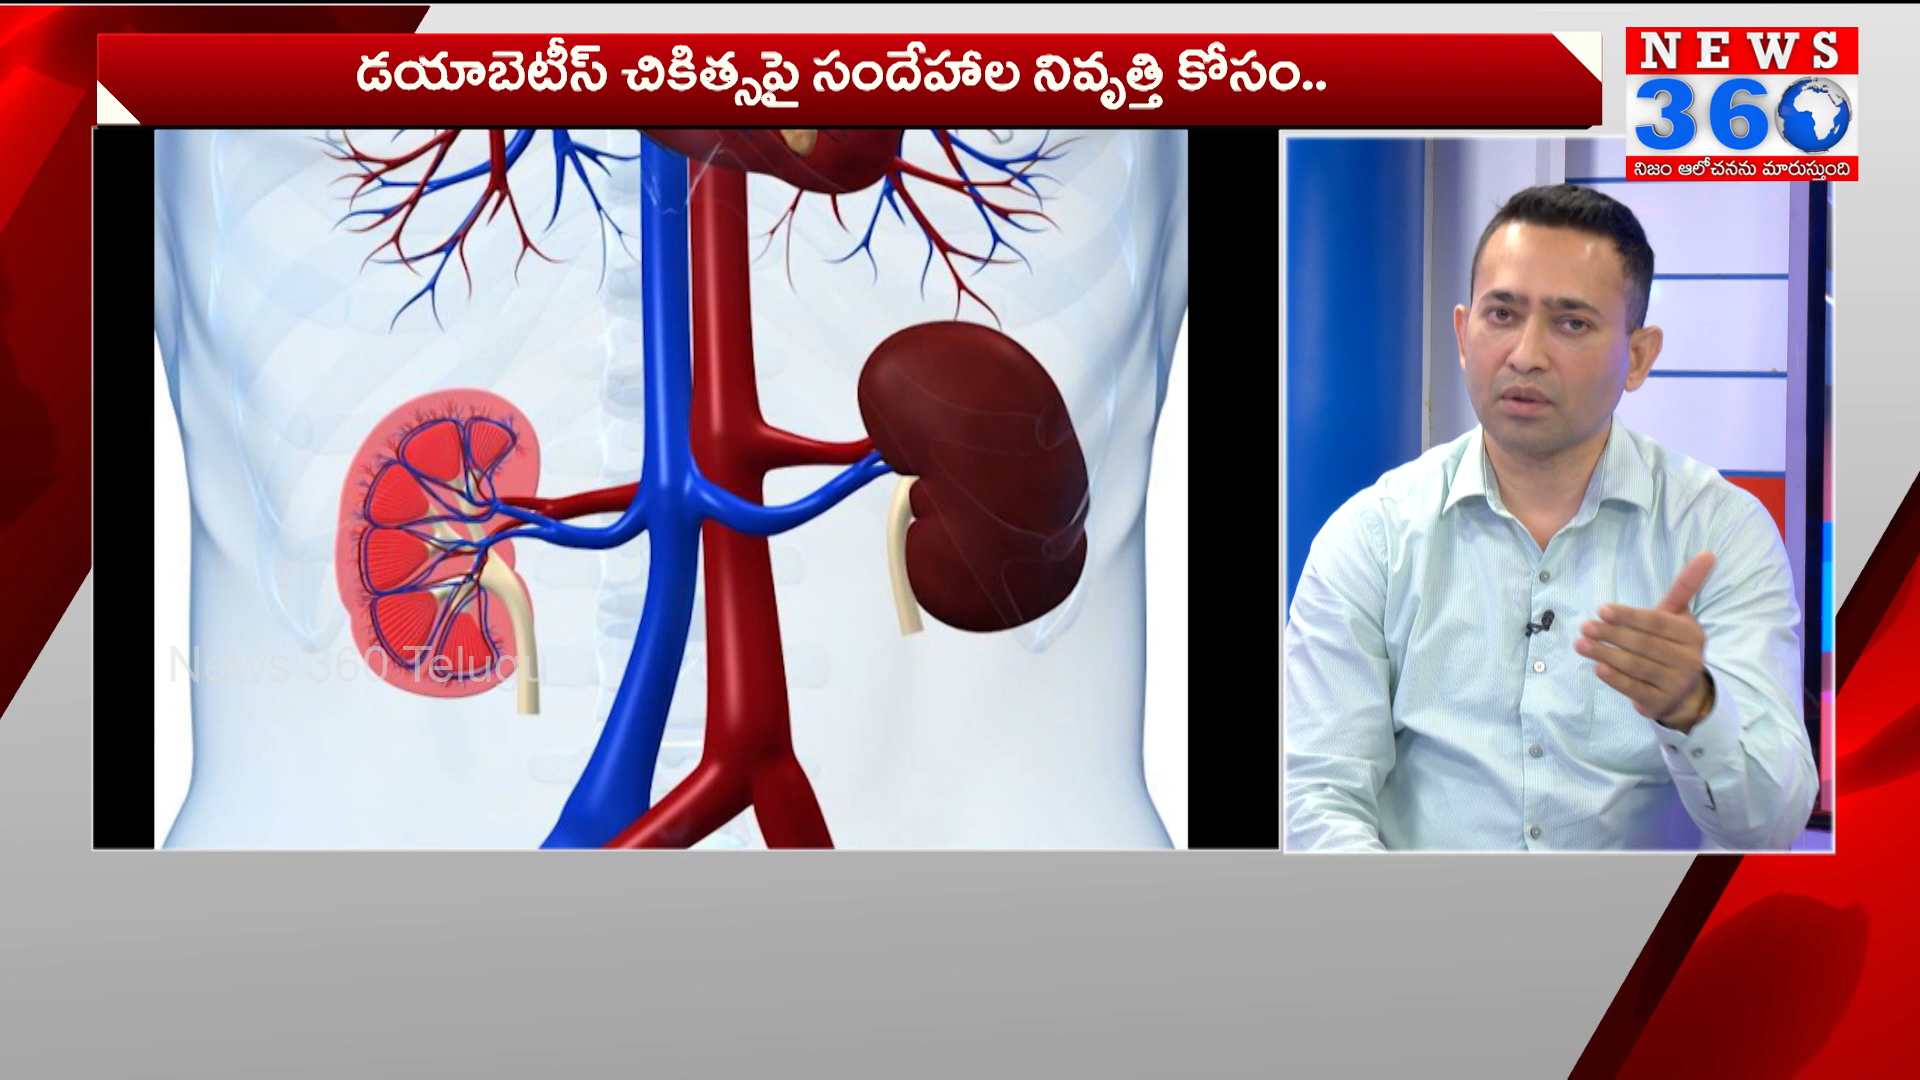 డయాబెటీస్ చికిత్సపై సందేహాల నివృత్తి కోసం..
NEWS
360
నిజం ఆలోచనను మారుస్తుంది
News 360 Telugu